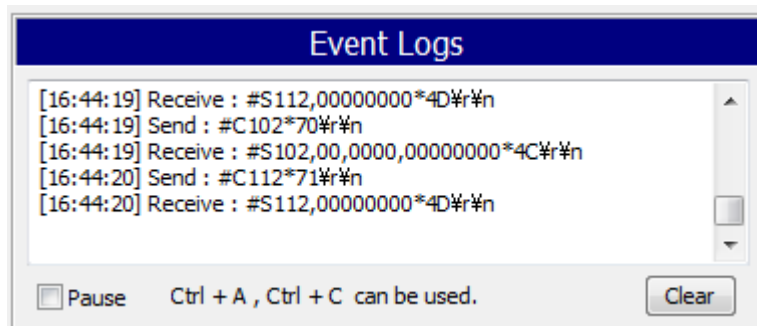 Event Logs
[16:44:19] Receive : #S112,00000000*4D¥r¥n
[16:44:19] Send : #C102*70¥r¥n
[16:44:19] Receive : #S102,00,0000,00000000*4C¥r¥n
[16:44:20] Send : #C112*71¥r¥n
[16:44:20] Receive : #S112,00000000*4D¥r¥n
Pause Ctrl + A , Ctrl + C can be used. Clear